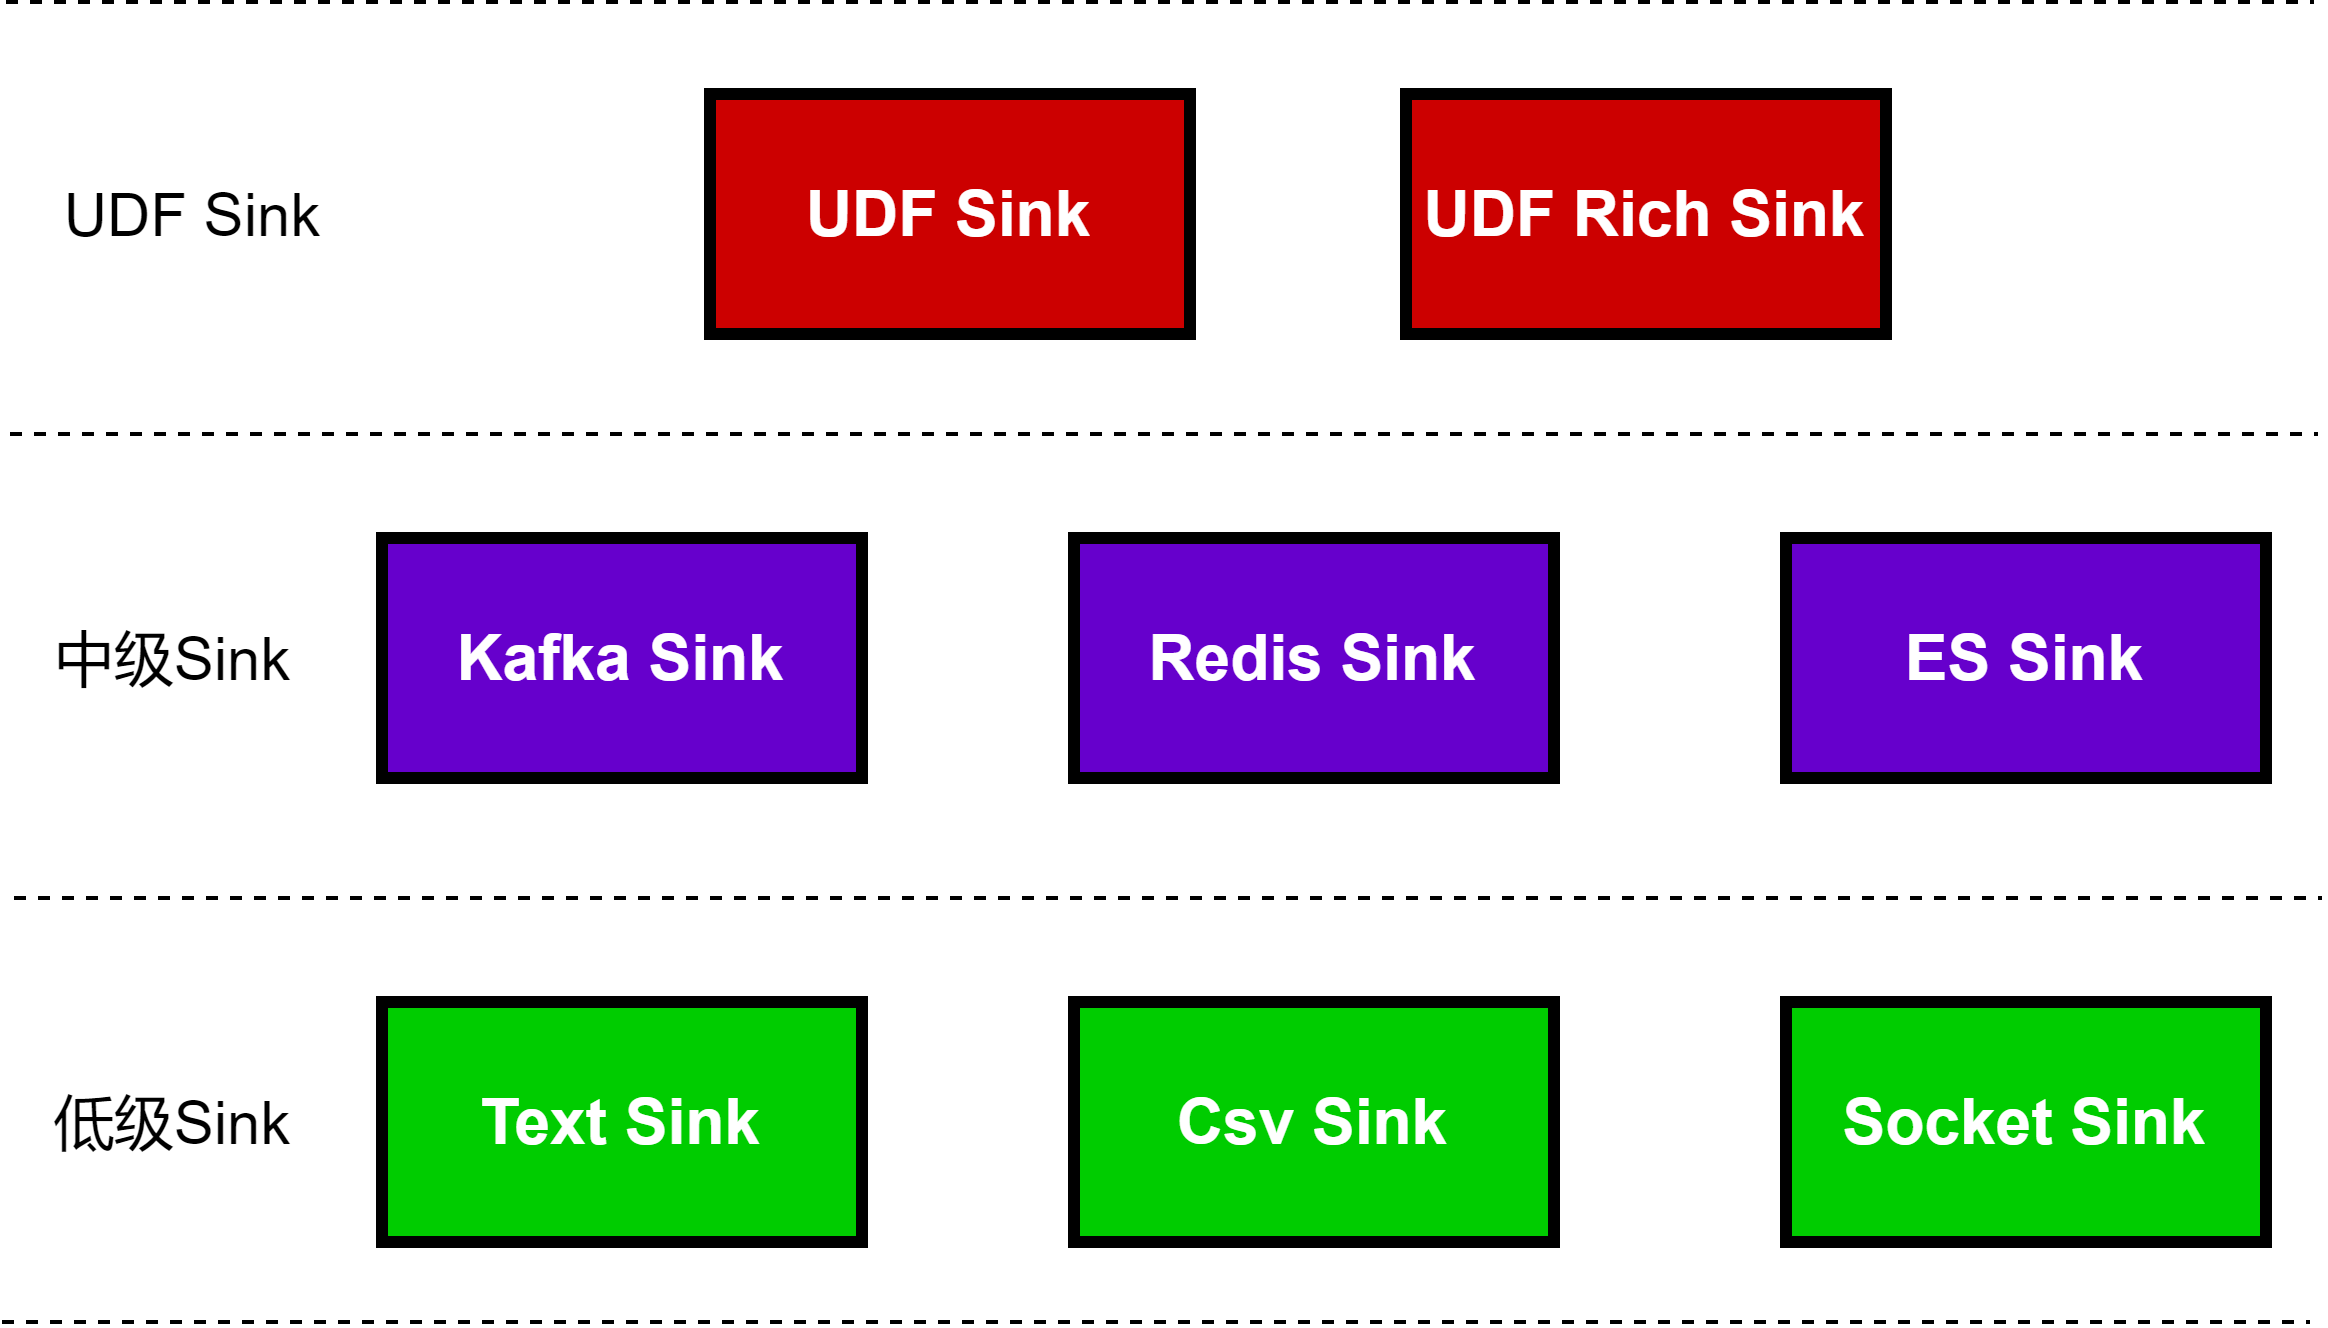 UDF Sink
UDF Sink
UDF Rich Sink
中级Sink
Kafka Sink
Redis Sink
ES Sink
低级Sink
Text Sink
Csv Sink
Socket Sink